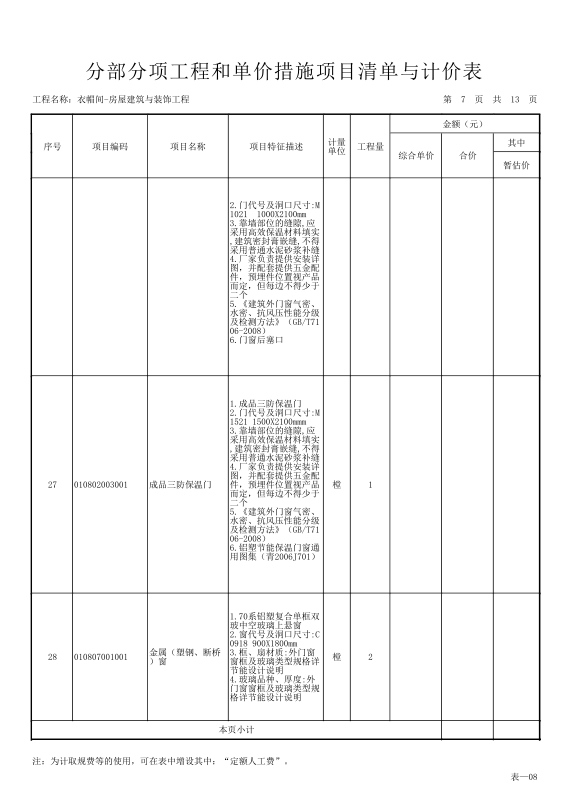 分部分项工程和单价措施项目清单与计价表
工程名称：衣帽间-房屋建筑与装饰工程
第 7 页 共 13 页
序号
项目编码
项目名称
项目特征描述
计量
单位
工程量
金额（元）
综合单价
合价
其中
暂估价
2.门代号及洞口尺寸:M
1021 1000X2100mm
3.靠墙部位的缝隙,应
采用高效保温材料填实
,建筑密封膏嵌缝,不得
采用普通水泥砂浆补缝
4.厂家负责提供安装详
图，并配套提供五金配
件，预埋件位置视产品
而定，但每边不得少于
二个
5.《建筑外门窗气密、
水密、抗风压性能分级
及检测方法》（GB/T71
06-2008）
6.门窗后塞口
27
010802003001
成品三防保温门
1.成品三防保温门
2.门代号及洞口尺寸:M
1521 1500X2100mmm
3.靠墙部位的缝隙,应
采用高效保温材料填实
,建筑密封膏嵌缝,不得
采用普通水泥砂浆补缝
4.厂家负责提供安装详
图，并配套提供五金配
件，预埋件位置视产品
而定，但每边不得少于
二个
5.《建筑外门窗气密、
水密、抗风压性能分级
及检测方法》（GB/T71
06-2008）
6.铝塑节能保温门窗通
用图集（青2006J701）
樘
1
28
010807001001
金属（塑钢、断桥
）窗
1.70系铝塑复合单框双
玻中空玻璃上悬窗
2.窗代号及洞口尺寸:C
0918 900X1800mm
3.框、扇材质:外门窗
窗框及玻璃类型规格详
节能设计说明
4.玻璃品种、厚度:外
门窗窗框及玻璃类型规
格详节能设计说明
樘
2
本页小计
注：为计取规费等的使用，可在表中增设其中：“定额人工费”。
表—08